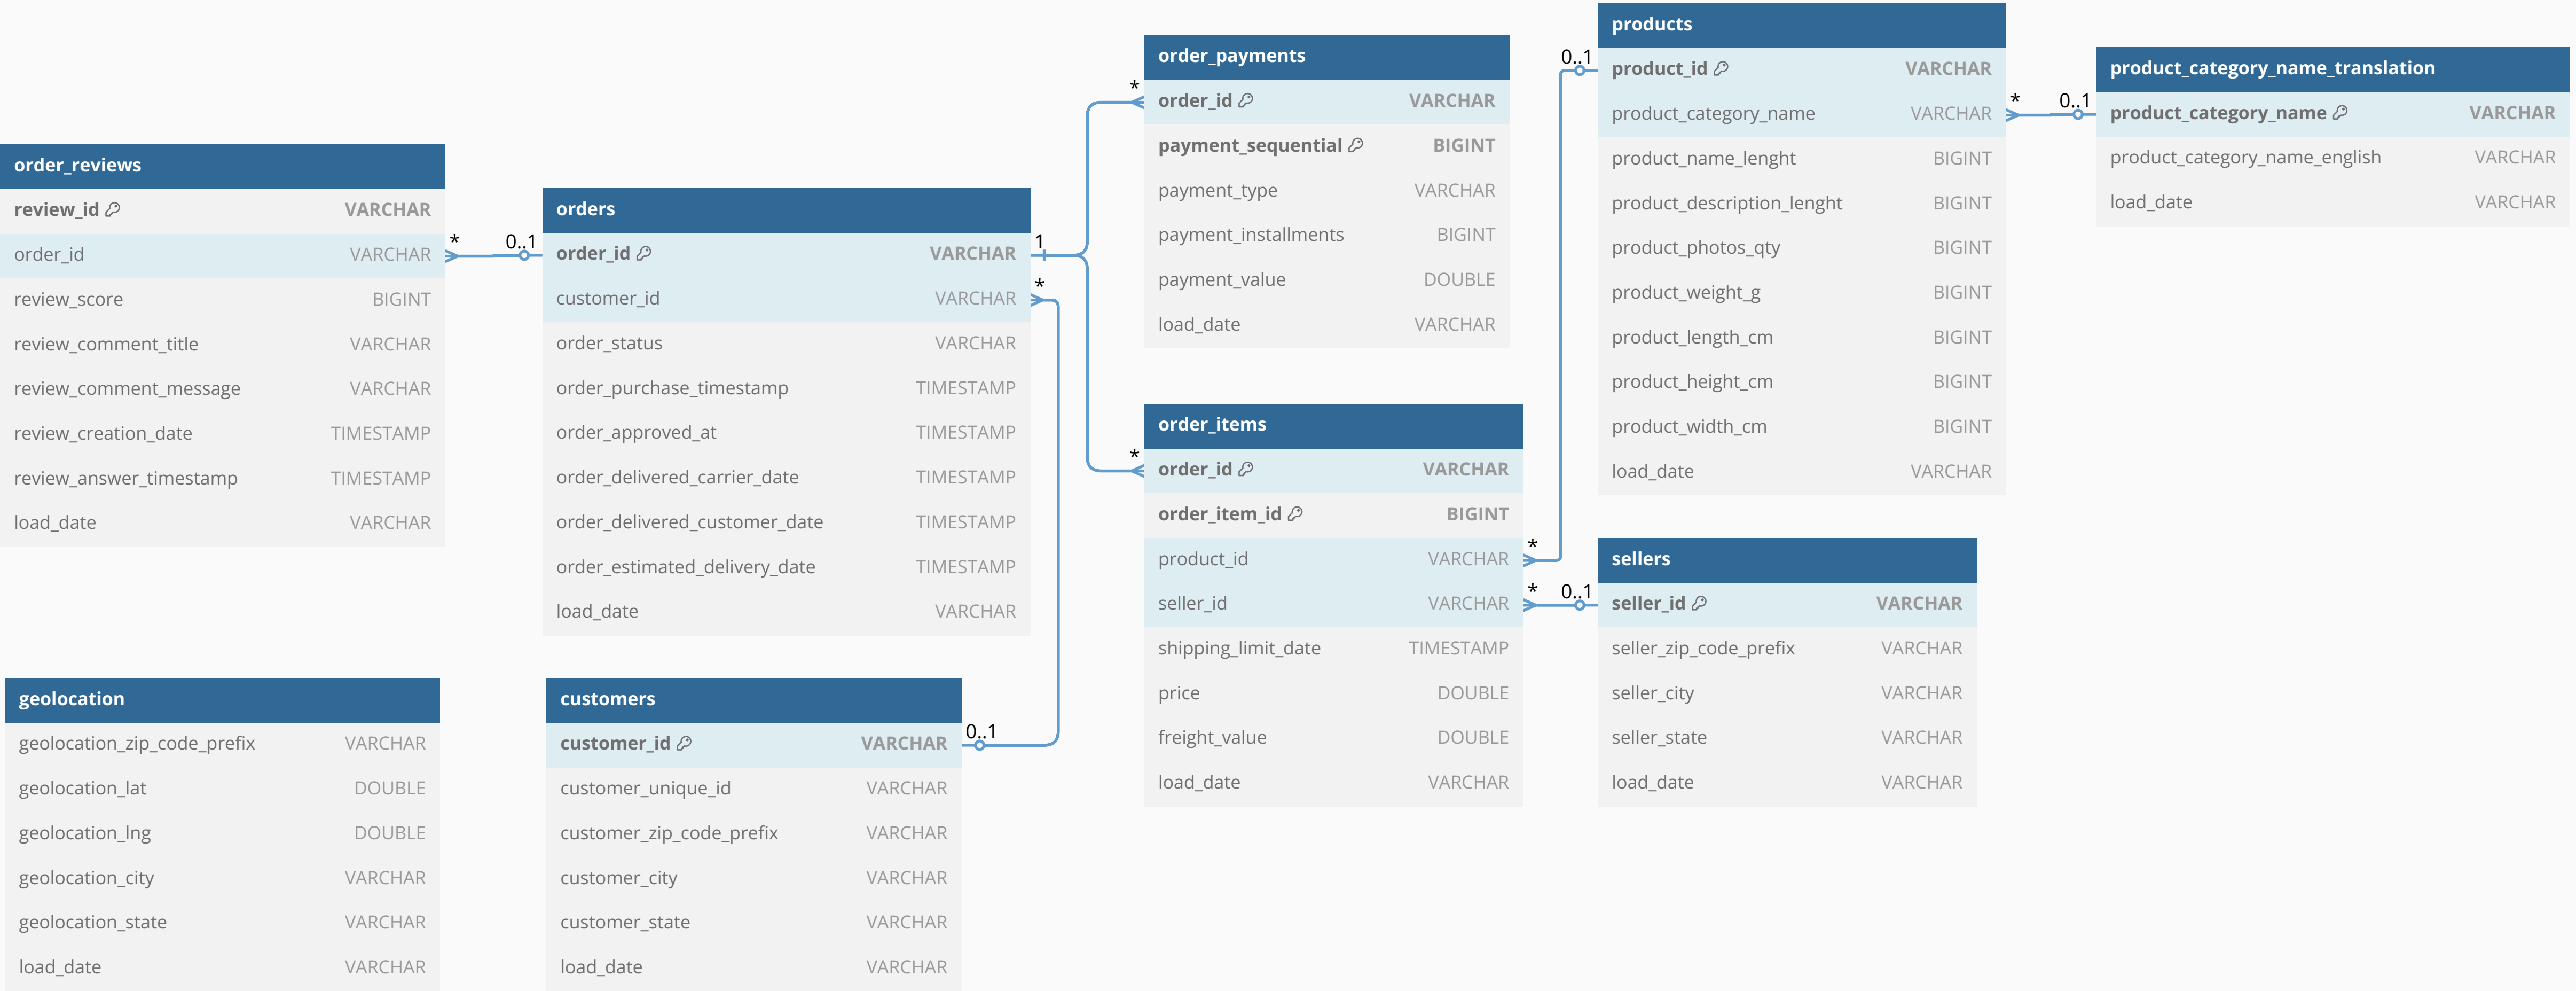 order_reviews
review_id VARCHAR
order_id VARCHAR
review_score BIGINT
review_comment_title VARCHAR
review_comment_message VARCHAR
review_creation_date TIMESTAMP
review_answer_timestamp TIMESTAMP
load_date VARCHAR
* 0..1
orders
order_id VARCHAR
customer_id VARCHAR
order_status VARCHAR
order_purchase_timestamp TIMESTAMP
order_approved_at TIMESTAMP
order_delivered_carrier_date TIMESTAMP
order_delivered_customer_date TIMESTAMP
order_estimated_delivery_date TIMESTAMP
load_date VARCHAR
1
*
geolocation
geolocation_zip_code_prefix VARCHAR
geolocation_lat DOUBLE
geolocation_lng DOUBLE
geolocation_city VARCHAR
geolocation_state VARCHAR
load_date VARCHAR
customers
customer_id VARCHAR
customer_unique_id VARCHAR
customer_zip_code_prefix VARCHAR
customer_city VARCHAR
customer_state VARCHAR
load_date VARCHAR
0..1
*
order_payments
order_id VARCHAR
payment_sequential BIGINT
payment_type VARCHAR
payment_installments BIGINT
payment_value DOUBLE
load_date VARCHAR
*
order_items
order_id VARCHAR
order_item_id BIGINT
product_id VARCHAR
seller_id VARCHAR
shipping_limit_date TIMESTAMP
price DOUBLE
freight_value DOUBLE
load_date VARCHAR
*
* 0..1
0..1
products
product_id VARCHAR
product_category_name VARCHAR
product_name_lenght BIGINT
product_description_lenght BIGINT
product_photos_qty BIGINT
product_weight_g BIGINT
product_length_cm BIGINT
product_height_cm BIGINT
product_width_cm BIGINT
load_date VARCHAR
* 0..1
sellers
seller_id VARCHAR
seller_zip_code_prefix VARCHAR
seller_city VARCHAR
seller_state VARCHAR
load_date VARCHAR
product_category_name_translation
product_category_name VARCHAR
product_category_name_english VARCHAR
load_date VARCHAR